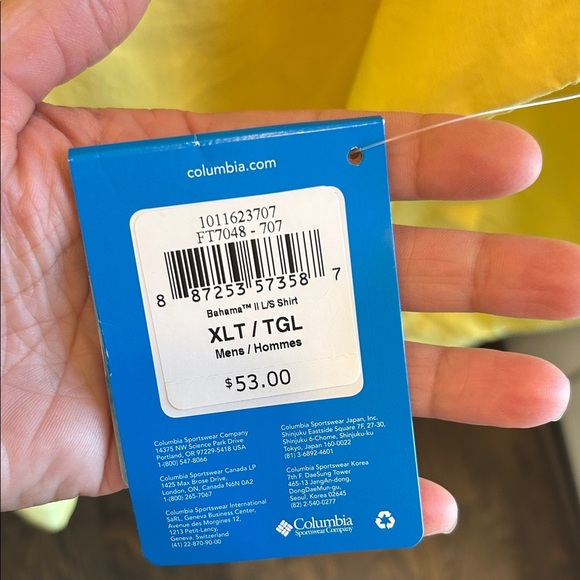 columbia.com
1011623707
FT7048 - 707
8 87253 57358 7
Bahama™ II L/S Shirt
XLT / TGL
Mens / Hommes
$53.00
Columbia Sportswear Company
14375 NW Science Park Drive
Portland, OR 97229-5418 USA
1-(800) 547-8066
Columbia Sportswear Canada LP
1425 Max Brose Drive,
London, ON, Canada N6N 0A2
1-(800) 265-7067
Columbia Sportswear International
SàRL, Geneva Business Center,
Avenue des Morgines 12,
1213 Petit-Lancy,
Geneva, Switzerland
(41) 22-870-90-00
Columbia Sportswear Japan, Inc.
Shinjuku Eastside Square 7F, 27-30,
Shinjuku 6-Chome, Shinjuku-ku
Tokyo, Japan 160-0022
(81) 3-6892-4601
Columbia Sportswear Korea
7th F. DaeSung Tower
465-13 JangAn-dong,
DongDaeMun-gu,
Seoul, Korea 02645
(82) 2-540-0277
Columbia
Sportswear Company